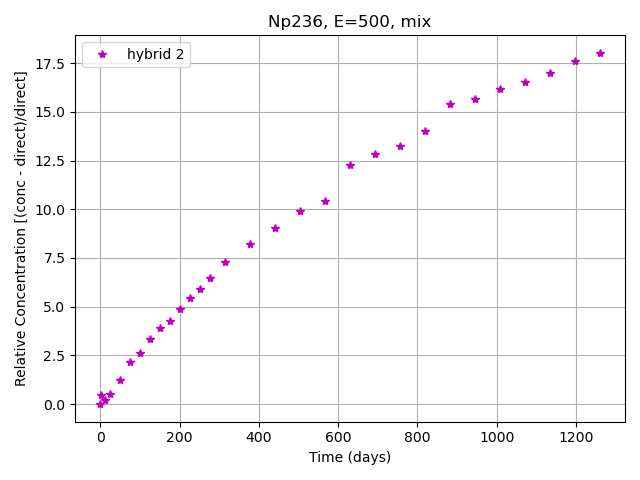 Np236, E=500, mix
hybrid 2
17.5
15.0
12.5
10.0
7.5
5.0
2.5
0.0
Relative Concentration [(conc - direct)/direct]
0 200 400 600 800 1000 1200
Time (days)